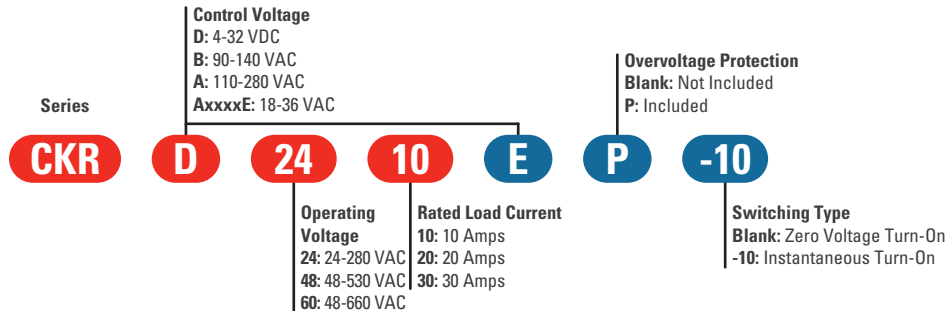 Control Voltage
D: 4-32 VDC
B: 90-140 VAC
A: 110-280 VAC
AxxxxE: 18-36 VAC
Overvoltage Protection
Blank: Not Included
P: Included
Series
CKR D 24 10 E P -10
Operating
Voltage
24: 24-280 VAC
48: 48-530 VAC
60: 48-660 VAC
Rated Load Current
10: 10 Amps
20: 20 Amps
30: 30 Amps
Switching Type
Blank: Zero Voltage Turn-On
-10: Instantaneous Turn-On